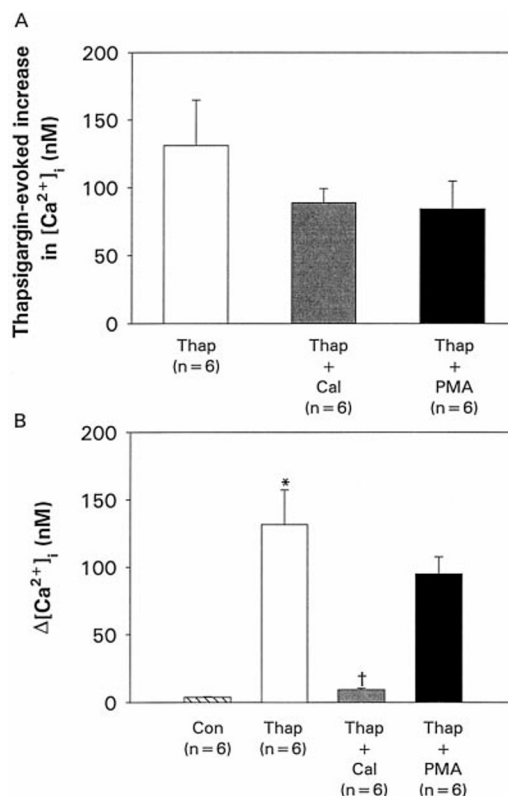 A
Thapsigargin-evoked increase
in [Ca²⁺]ᵢ (nM)
200
150
100
50
0
Thap
(n=6)
Thap
+
Cal
(n=6)
Thap
+
PMA
(n=6)
B
Δ[Ca²⁺]ᵢ (nM)
200
150
100
50
0
*
†
Con
(n=6)
Thap
(n=6)
Thap
+
Cal
(n=6)
Thap
+
PMA
(n=6)